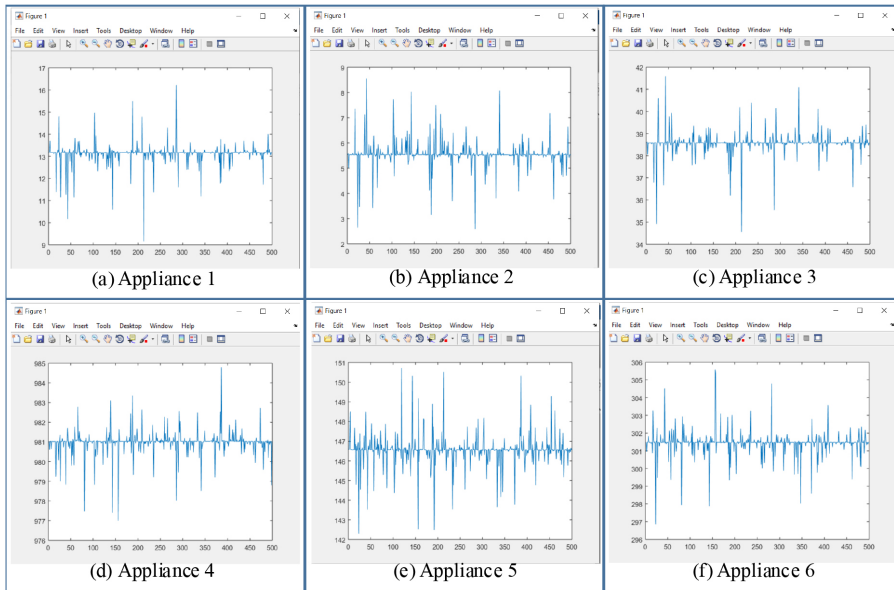 Figure 1
File Edit View Insert Tools Desktop Window Help
17
16
15
14
13
12
11
10
9
0 50 100 150 200 250 300 350 400 450 500
(a) Appliance 1
Figure 1
File Edit View Insert Tools Desktop Window Help
9
8
7
6
5
4
3
2
0 50 100 150 200 250 300 350 400 450 500
(b) Appliance 2
Figure 1
File Edit View Insert Tools Desktop Window Help
42
41
40
39
38
37
36
35
34
0 50 100 150 200 250 300 350 400 450 500
(c) Appliance 3
Figure 1
File Edit View Insert Tools Desktop Window Help
985
984
983
982
981
980
979
978
977
976
0 50 100 150 200 250 300 350 400 450 500
(d) Appliance 4
Figure 1
File Edit View Insert Tools Desktop Window Help
151
150
149
148
147
146
145
144
143
142
0 50 100 150 200 250 300 350 400 450 500
(e) Appliance 5
Figure 1
File Edit View Insert Tools Desktop Window Help
306
305
304
303
302
301
300
299
298
297
296
0 50 100 150 200 250 300 350 400 450 500
(f) Appliance 6